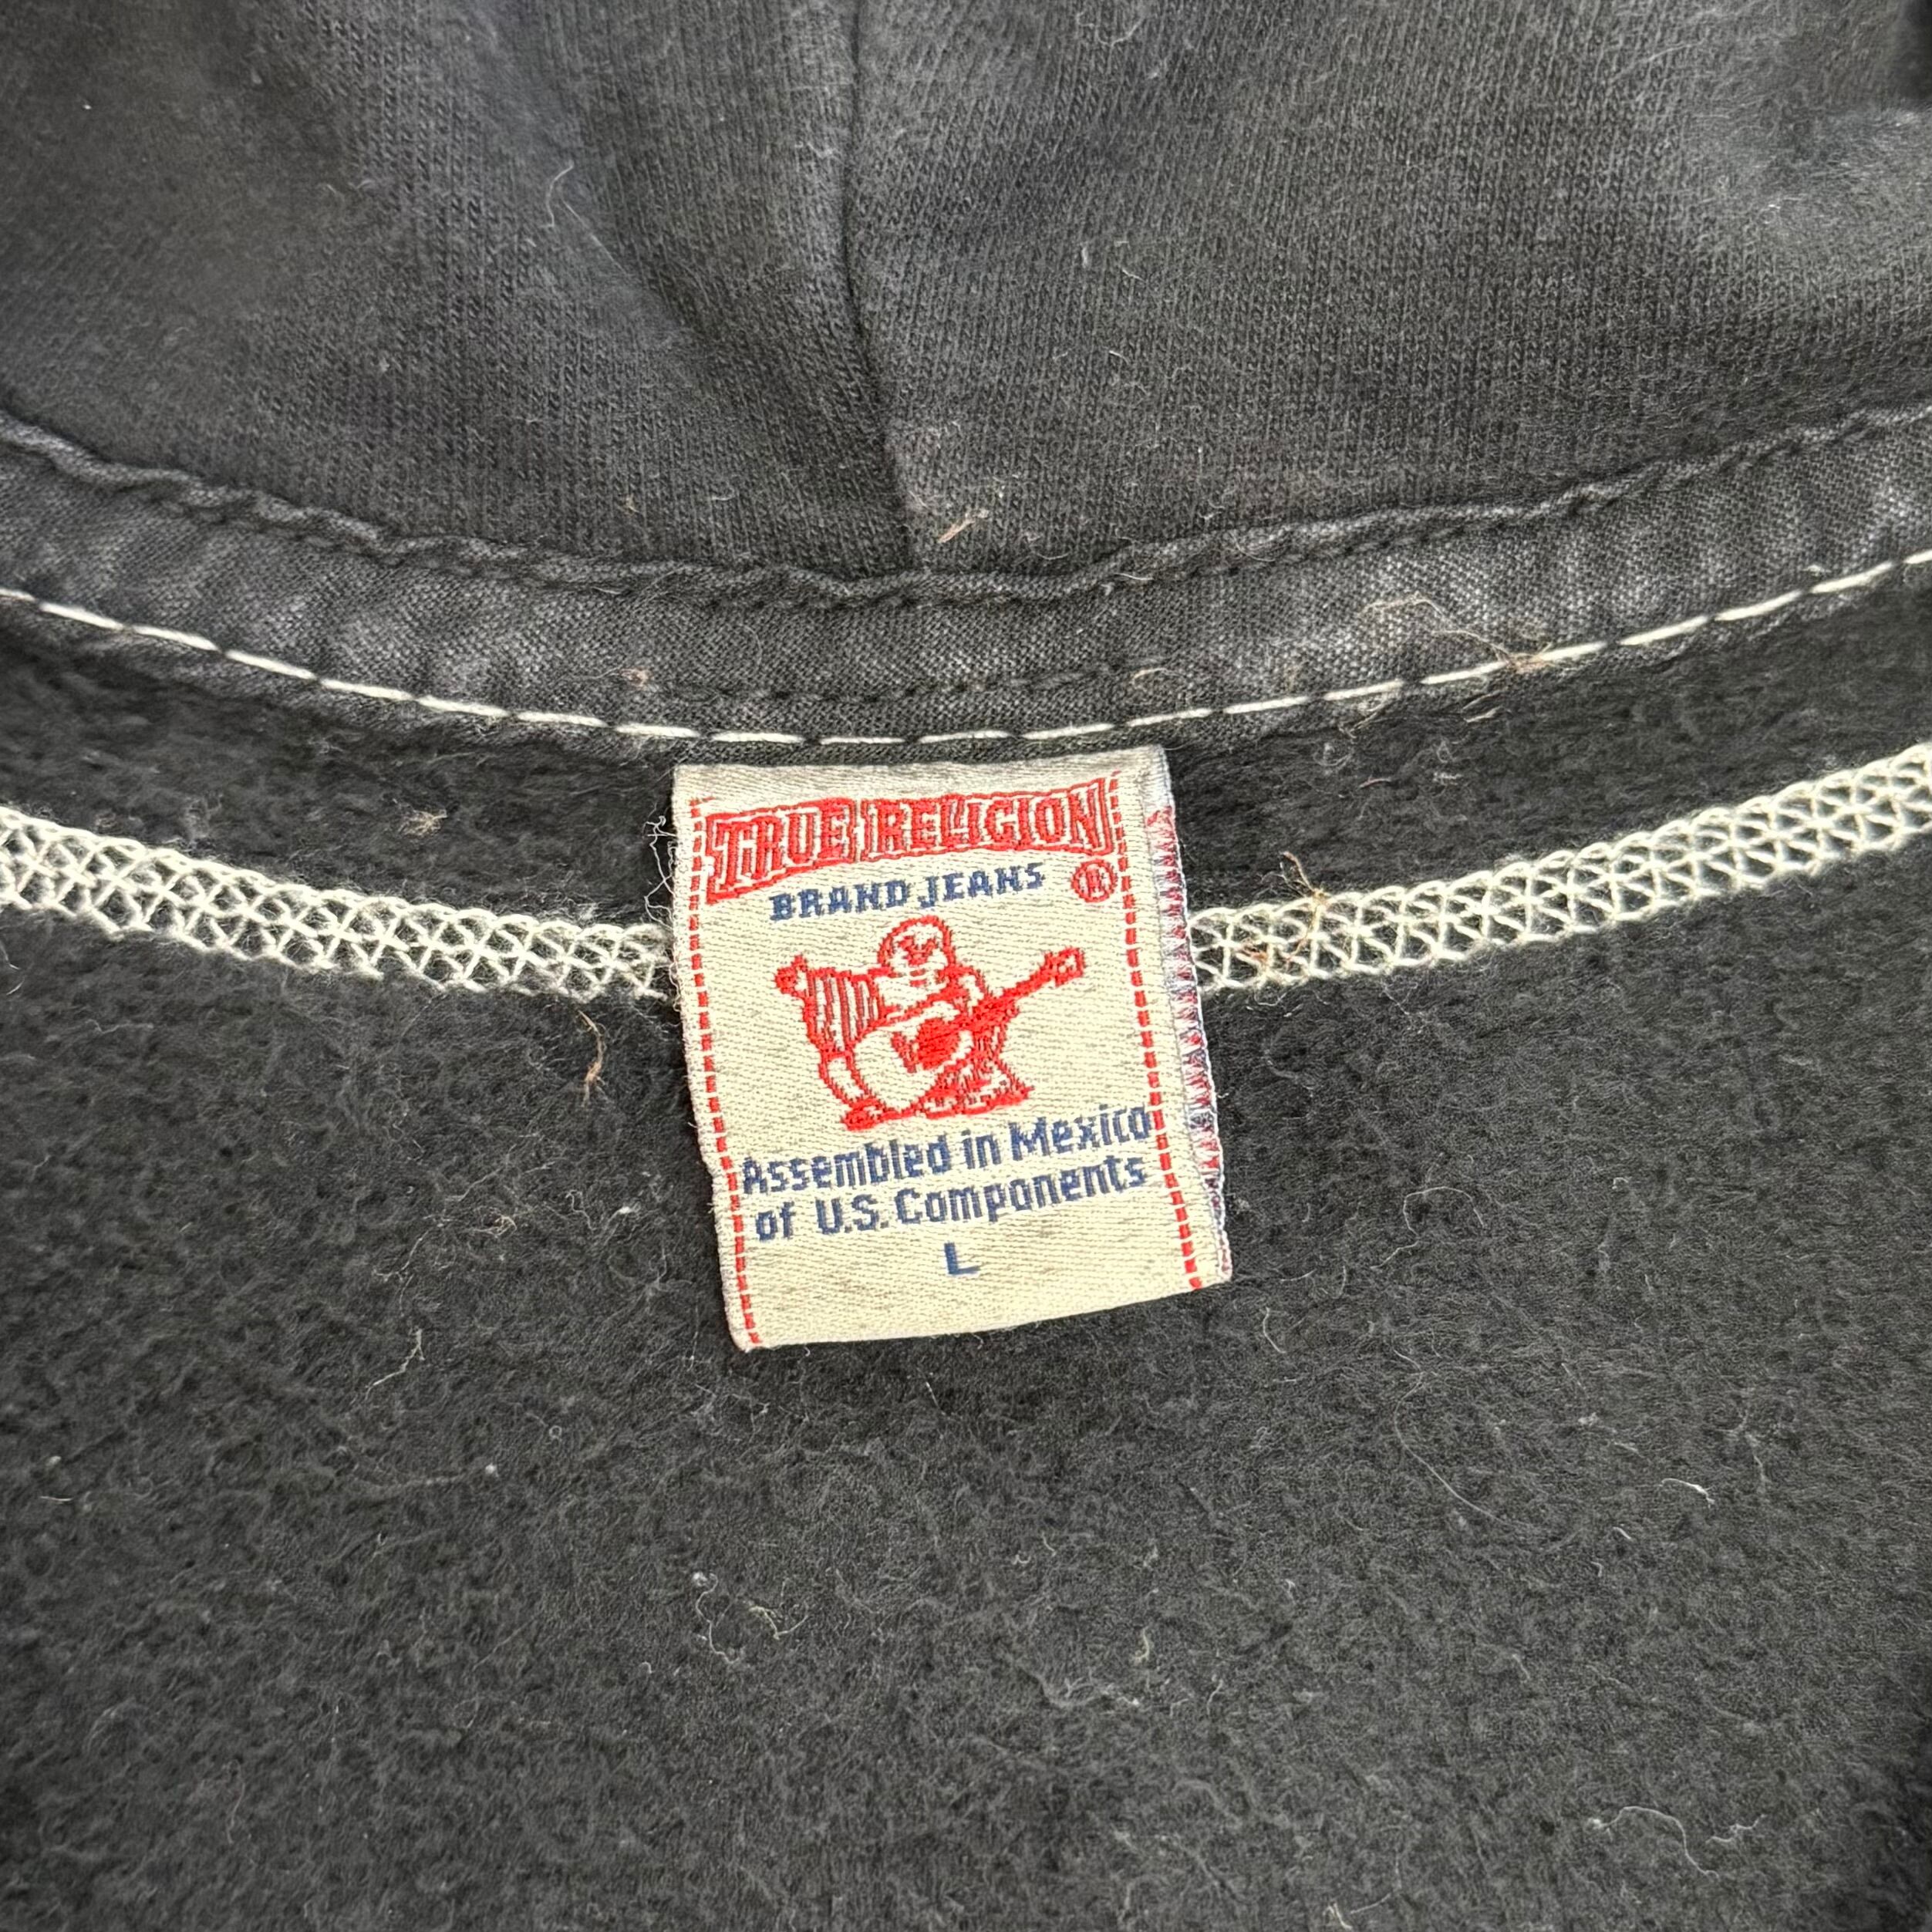 TRUE RELIGION
BRAND JEANS ®
Assembled in Mexico
of U.S. Components
L